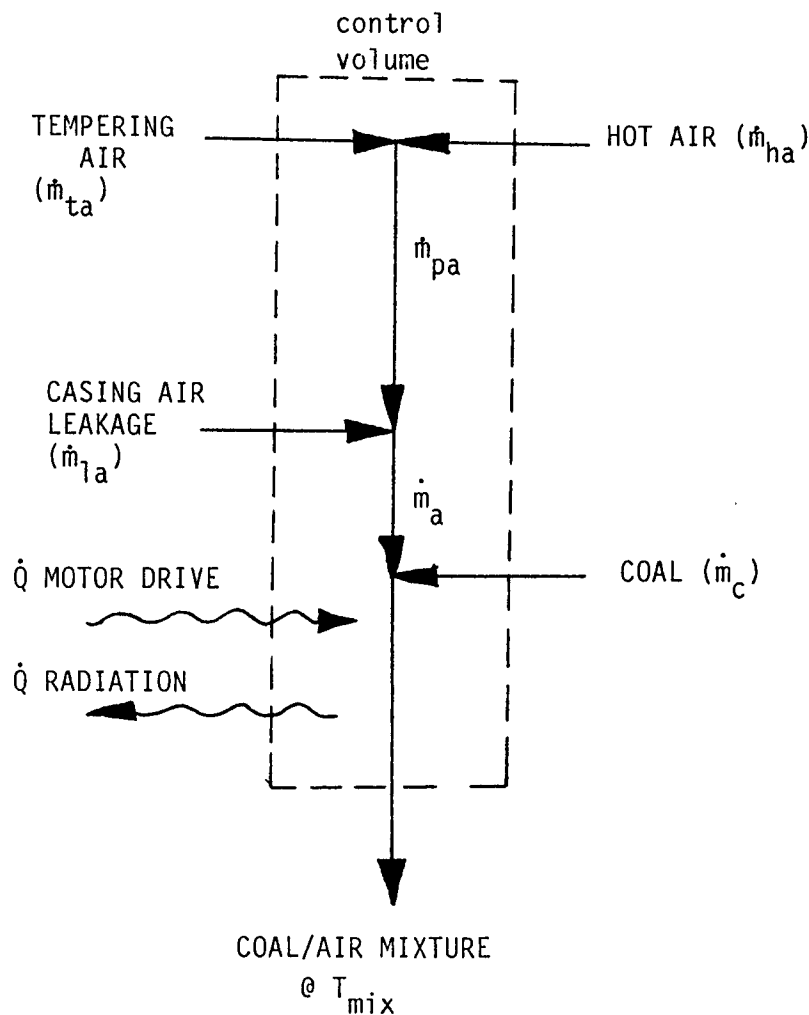 control
volume
TEMPERING
AIR
(ṁta)
HOT AIR (ṁha)
ṁpa
CASING AIR
LEAKAGE
(ṁla)
ṁa
Q̇ MOTOR DRIVE
COAL (ṁc)
Q̇ RADIATION
COAL/AIR MIXTURE
@ Tmix